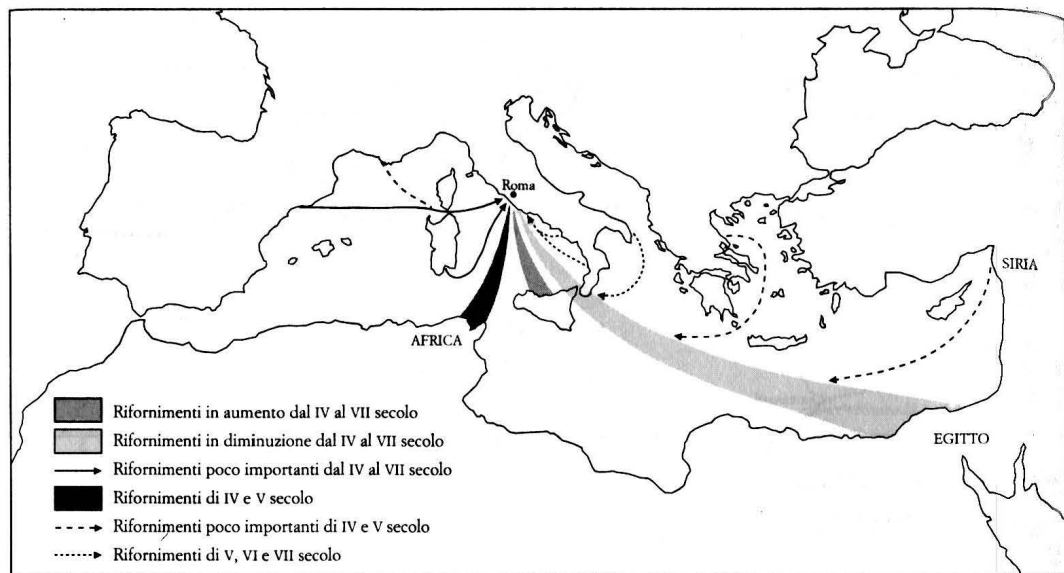 Roma
SIRIA
AFRICA
EGITTO
Rifornimenti in aumento dal IV al VII secolo
Rifornimenti in diminuzione dal IV al VII secolo
Rifornimenti poco importanti dal IV al VII secolo
Rifornimenti di IV e V secolo
Rifornimenti poco importanti di IV e V secolo
Rifornimenti di V, VI e VII secolo